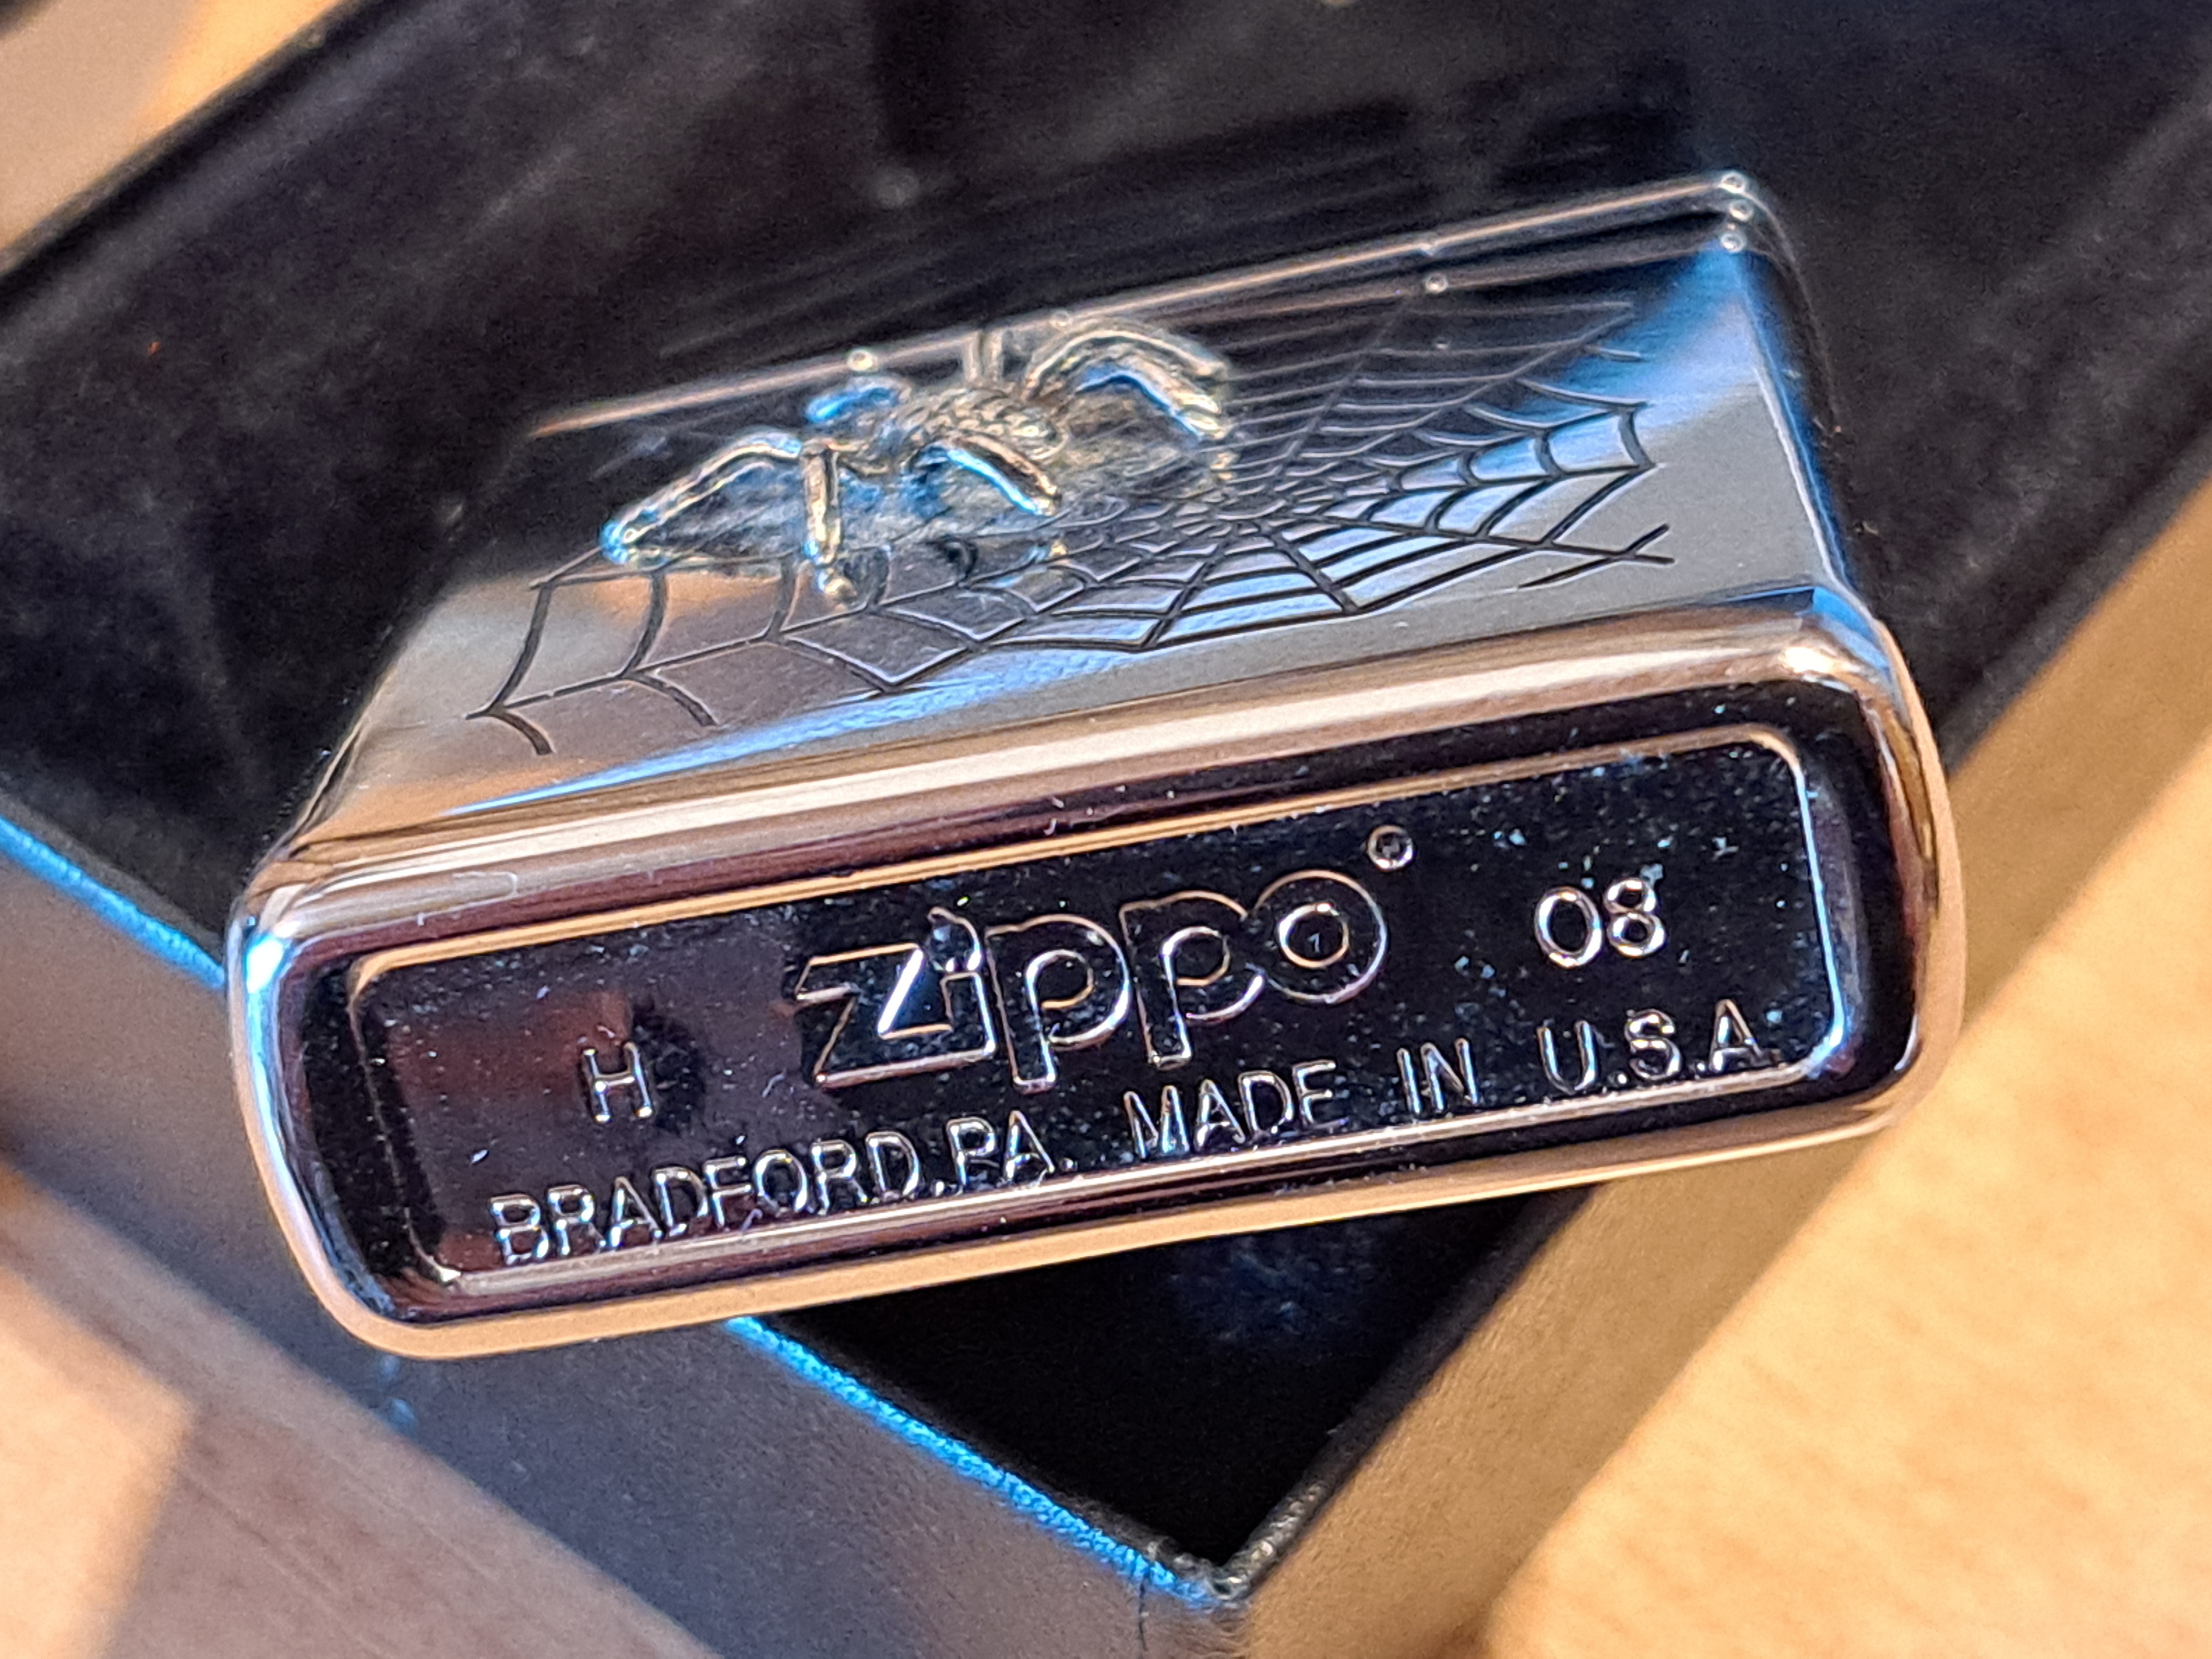 H zippo ® 08
BRADFORD,PA. MADE IN U.S.A.